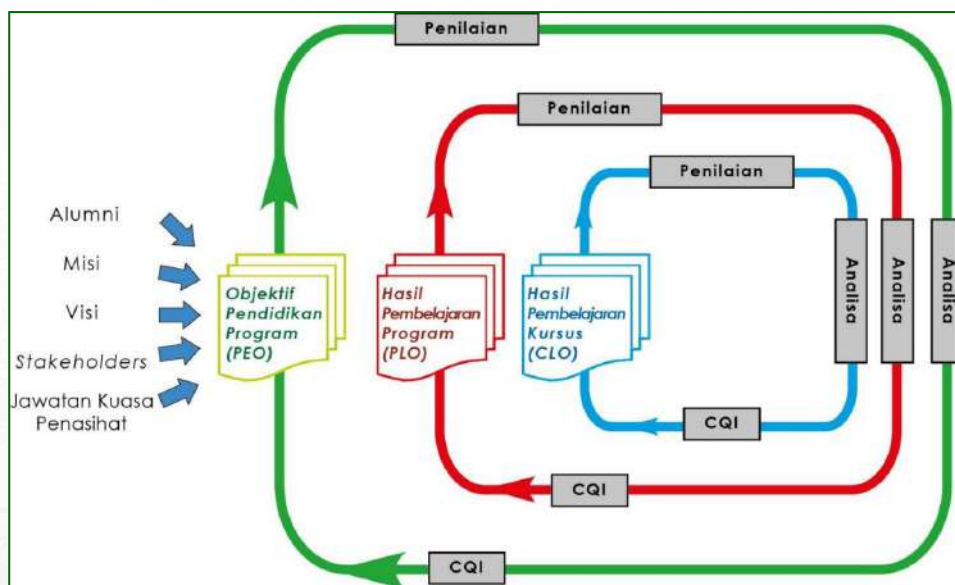 Penilaian
Penilaian
Penilaian
Alumni
Misi
Visi
Stakeholders
Jawatan Kuasa
Penasihat
Objektif
Pendidikan
Program
(PEO)
Hasil
Pembelajaran
Program
(PLO)
Hasil
Pembelajaran
Kursus
(CLO)
Analisa
Analisa
Analisa
CQI
CQI
CQI